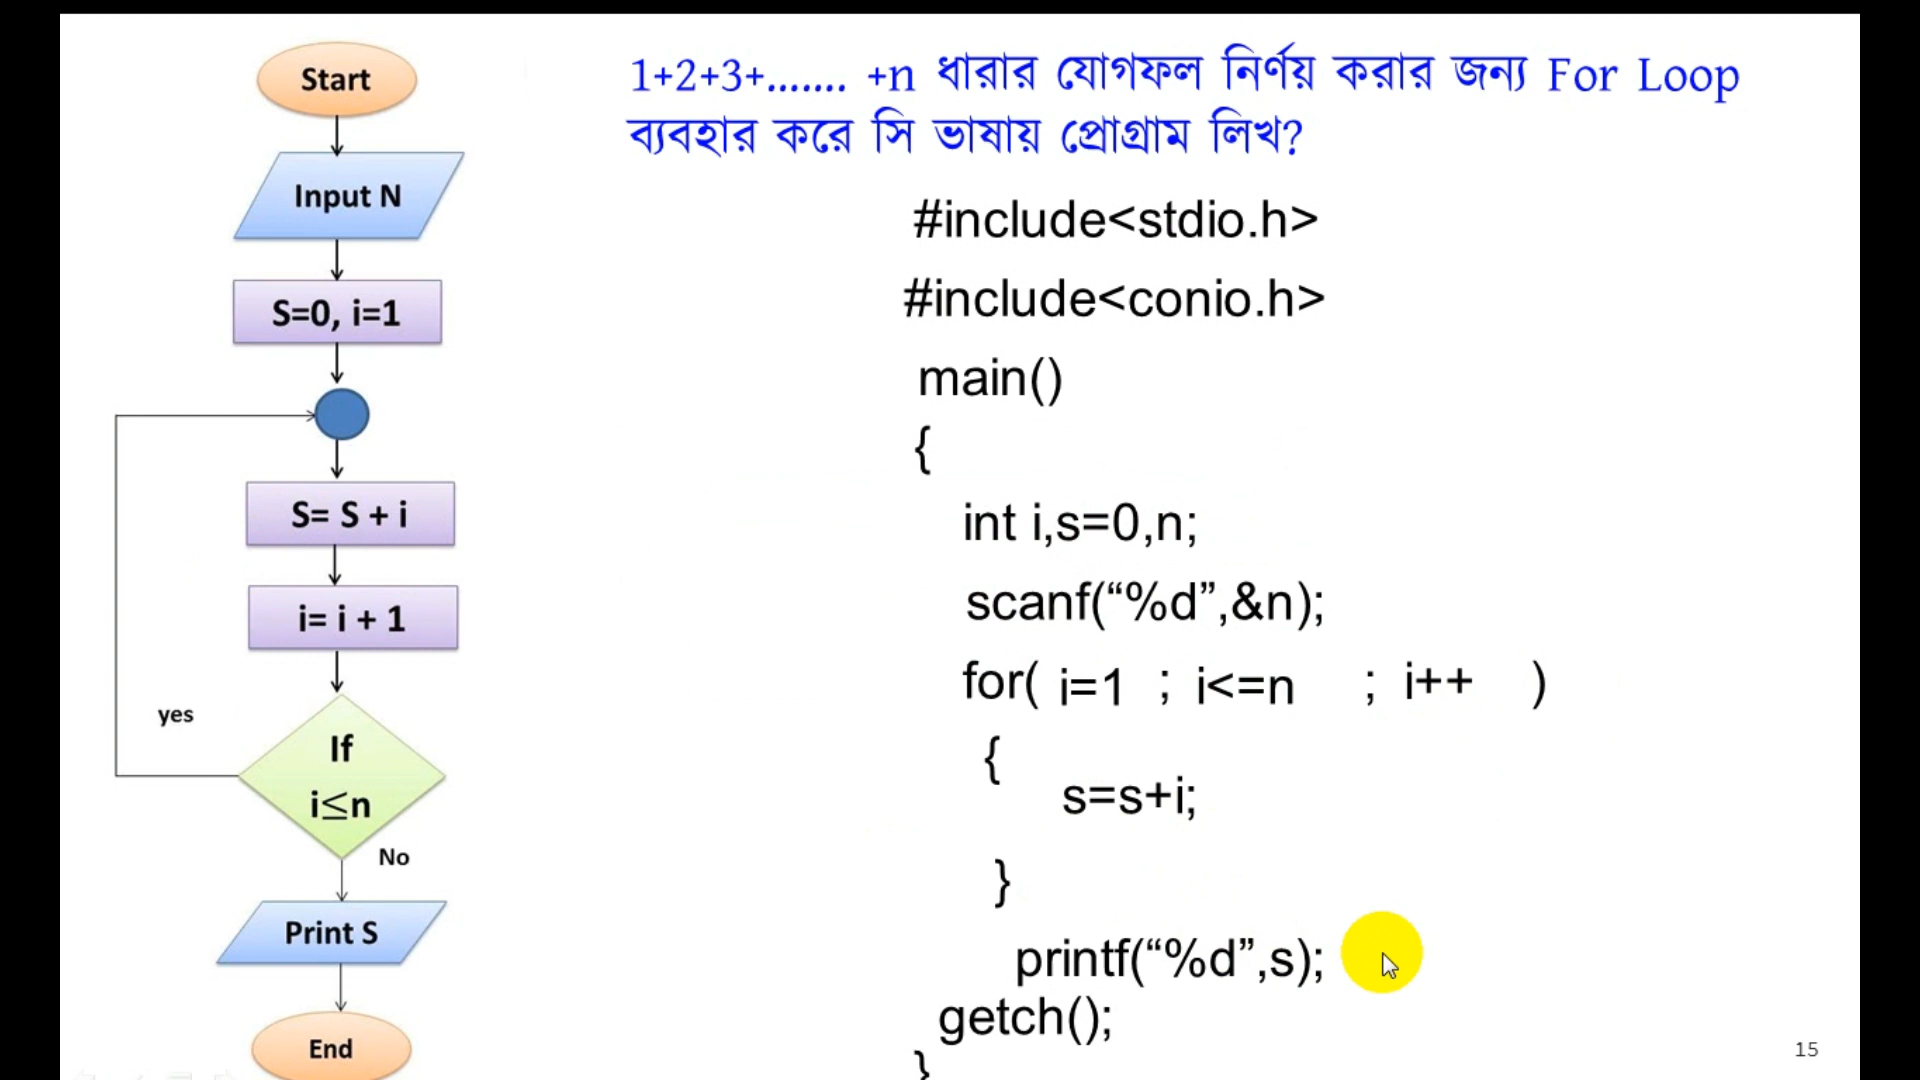 1+2+3+....... +n ধারার যোগফল নির্ণয় করার জন্য For Loop
ব্যবহার করে সি ভাষায় প্রোগ্রাম লিখ?
Start
Input N
S=0, i=1
S= S + i
i= i + 1
yes
If
i≤n
No
Print S
End
#include<stdio.h>
#include<conio.h>
main()
{
int i,s=0,n;
scanf(“%d”,&n);
for( i=1 ; i<=n ; i++ )
{
s=s+i;
}
printf(“%d”,s);
getch();
}
15